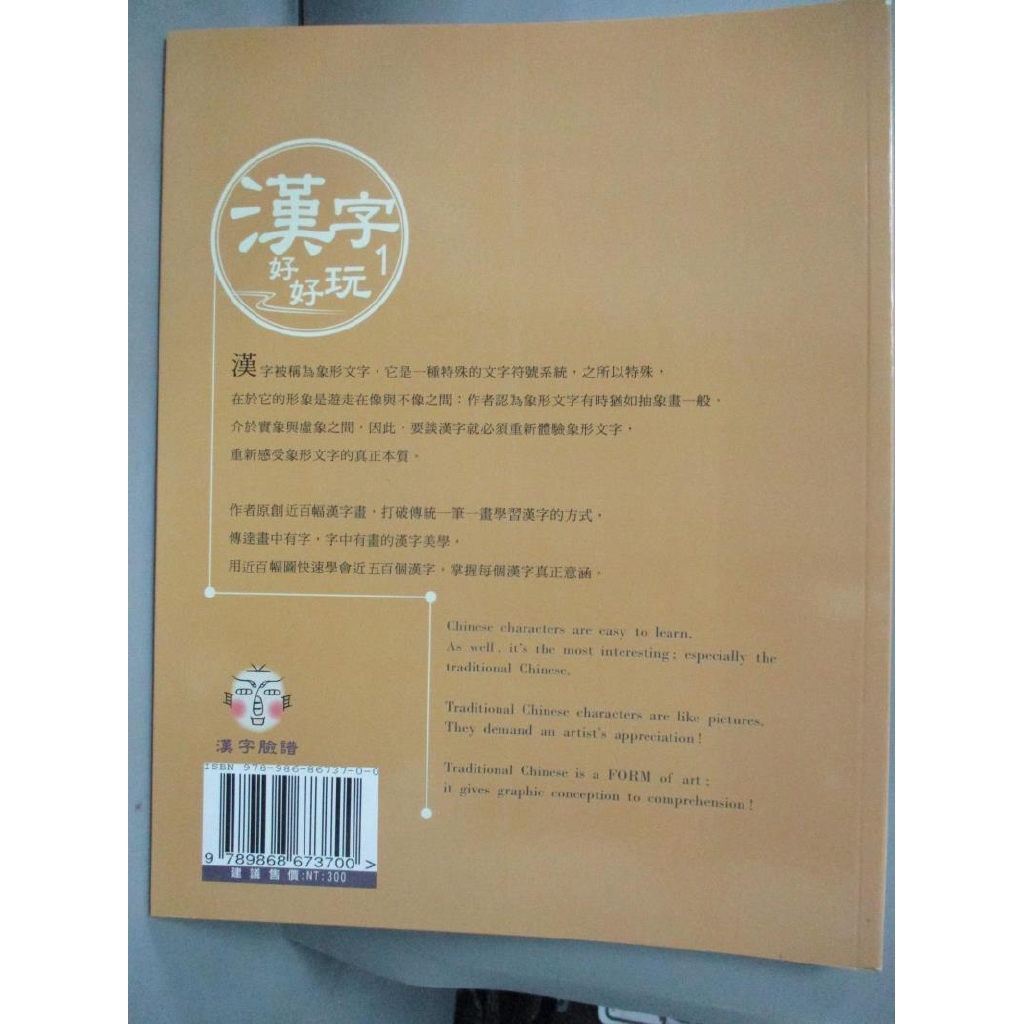 漢字
好好玩1
漢字被稱為象形文字，它是一種特殊的文字符號系統，之所以特殊，
在於它的形象是遊走在像與不像之間；作者認為象形文字有時猶如抽象畫一般，
介於實象與虛象之間，因此，要談漢字就必須重新體驗象形文字，
重新感受象形文字的真正本質。
作者原創近百幅漢字畫，打破傳統一筆一畫學習漢字的方式，
傳達畫中有字，字中有畫的漢字美學，
用近百幅圖快速學會近五百個漢字，掌握每個漢字真正意涵。
Chinese characters are easy to learn.
As well, it's the most interesting; especially the
traditional Chinese.
Traditional Chinese characters are like pictures.
They demand an artist's appreciation!
Traditional Chinese is a FORM of art;
it gives graphic conception to comprehension!
漢字臉譜
ISBN 978-986-86737-0-0
9 789868 673700 >
建議售價:NT:300